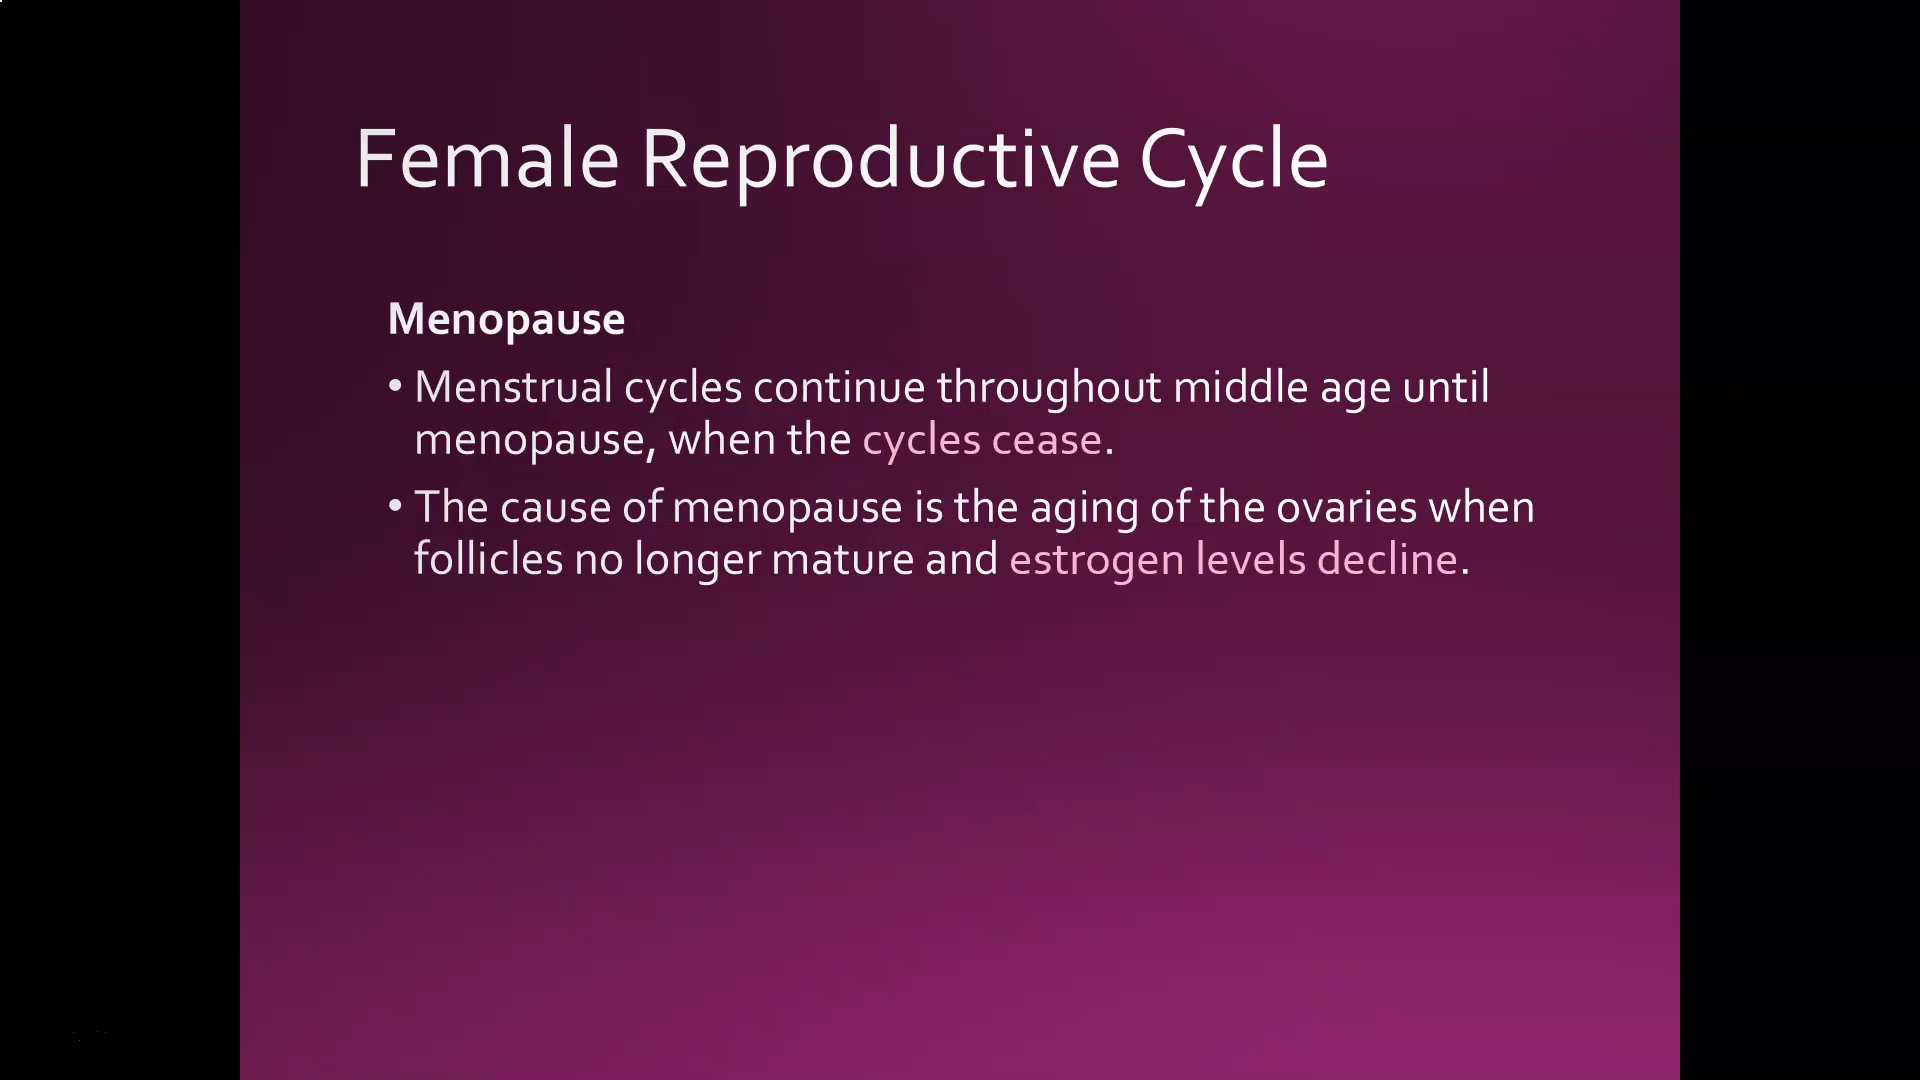 Female Reproductive Cycle
Menopause
• Menstrual cycles continue throughout middle age until
menopause, when the cycles cease.
• The cause of menopause is the aging of the ovaries when
follicles no longer mature and estrogen levels decline.